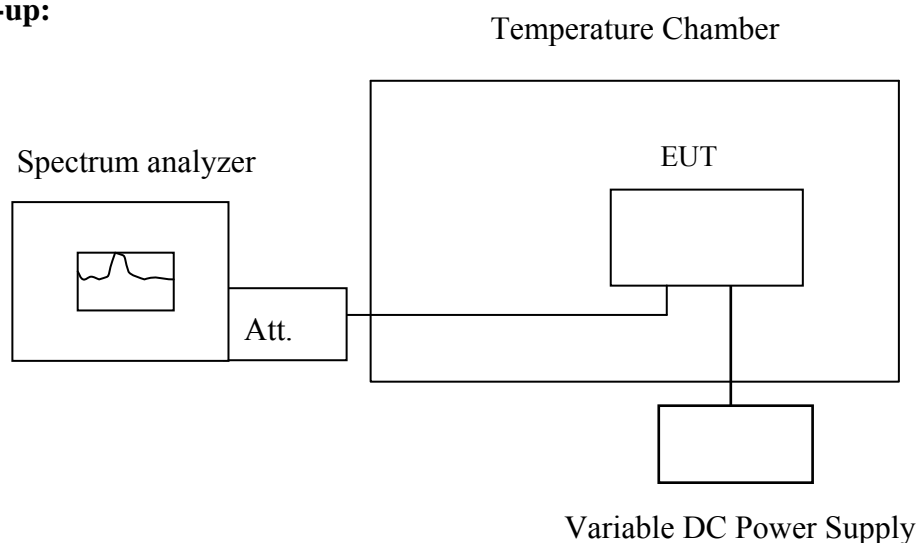 -up:
Temperature Chamber
Spectrum analyzer
EUT
Att.
Variable DC Power Supply